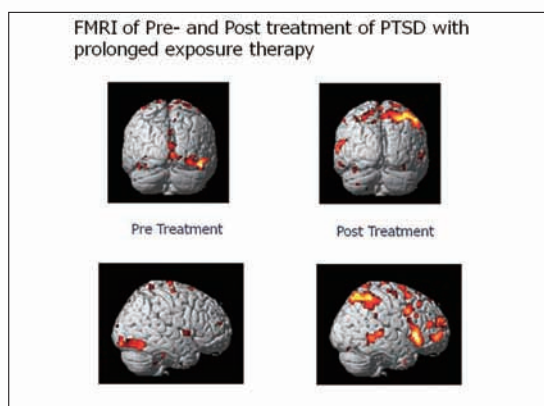 FMRI of Pre- and Post treatment of PTSD with
prolonged exposure therapy
Pre Treatment
Post Treatment